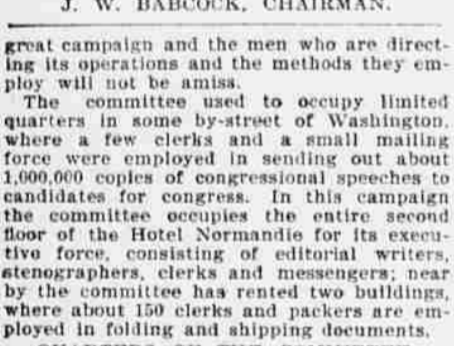 J. W. BABCOCK, CHAIRMAN.
great campaign and the men who are direct-
ing its operations and the methods they em-
ploy will not be amiss.
The committee used to occupy limited
quarters in some by-street of Washington,
where a few clerks and a small mailing
force were employed in sending out about
1,000,000 copies of congressional speeches to
candidates for congress. In this campaign
the committee occupies the entire second
floor of the Hotel Normandie for its execu-
tive force, consisting of editorial writers,
stenographers, clerks and messengers; near
by the committee has rented two buildings,
where about 150 clerks and packers are em-
ployed in folding and shipping documents.